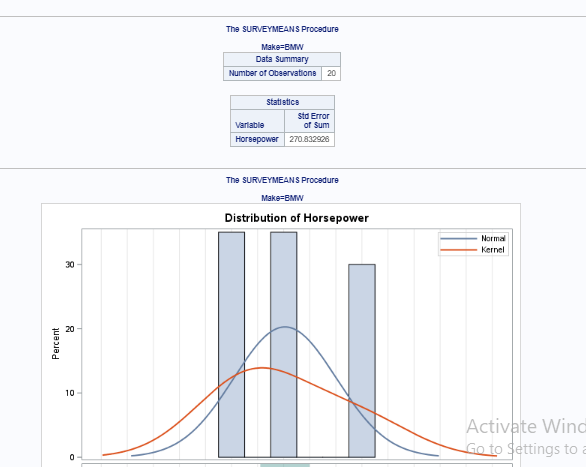 The SURVEYMEANS Procedure
Make=BMW
Data Summary
Number of Observations 20
Statistics
Variable Std Error of Sum
Horsepower 270.832926
The SURVEYMEANS Procedure
Make=BMW
Distribution of Horsepower
Normal
Kernel
Percent
30
20
10
0
Activate Wind
Go to Settings to a